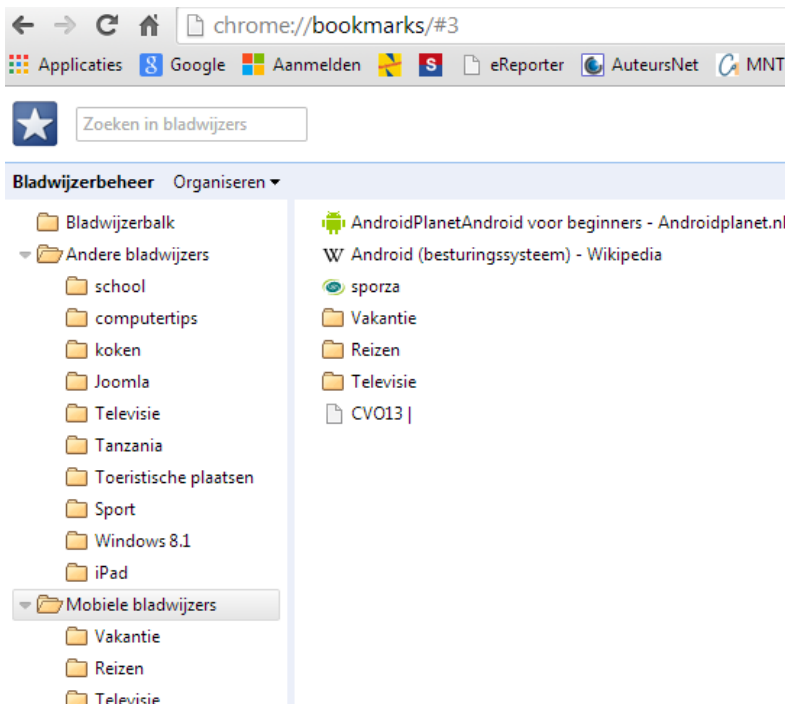 chrome://bookmarks/#3
Applicaties Google Aanmelden S eReporter AuteursNet MNT
Zoeken in bladwijzers
Bladwijzerbeheer Organiseren
Bladwijzerbalk
Andere bladwijzers
school
computertips
koken
Joomla
Televisie
Tanzania
Toeristische plaatsen
Sport
Windows 8.1
iPad
Mobiele bladwijzers
Vakantie
Reizen
Televisie
AndroidPlanetAndroid voor beginners - Androidplanet.nl
W Android (besturingssysteem) - Wikipedia
sporza
Vakantie
Reizen
Televisie
CVO13 |